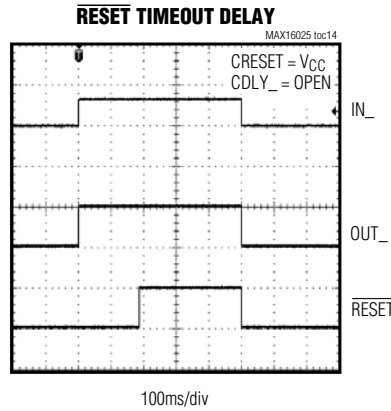 RESET TIMEOUT DELAY
MAX16025 toc14
CRESET = VCC
CDLY_ = OPEN
IN_
OUT_
RESET
100ms/div